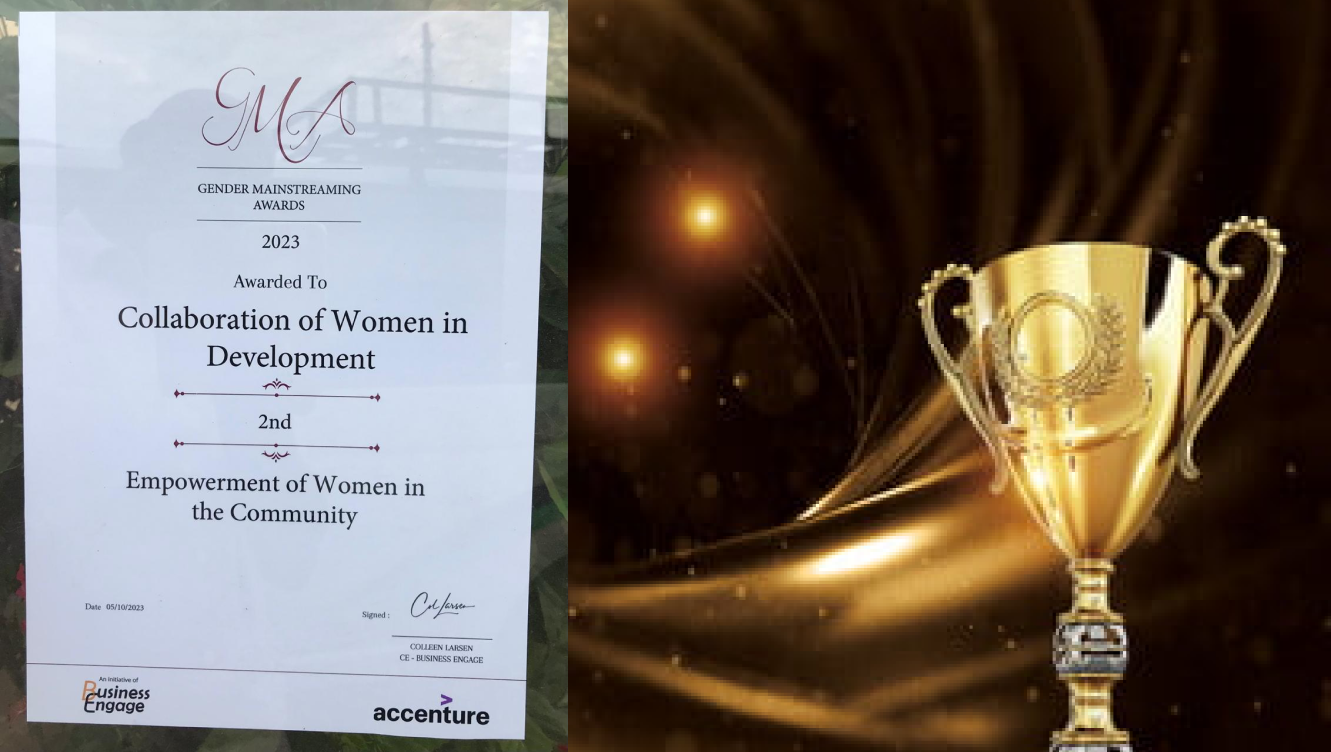 GMA
GENDER MAINSTREAMING
AWARDS
2023
Awarded To
Collaboration of Women in
Development
2nd
Empowerment of Women in
the Community
Date 05/10/2023
Signed :
Col Larsen
COLLEEN LARSEN
CE - BUSINESS ENGAGE
An Initiative of
Business
Engage
accenture